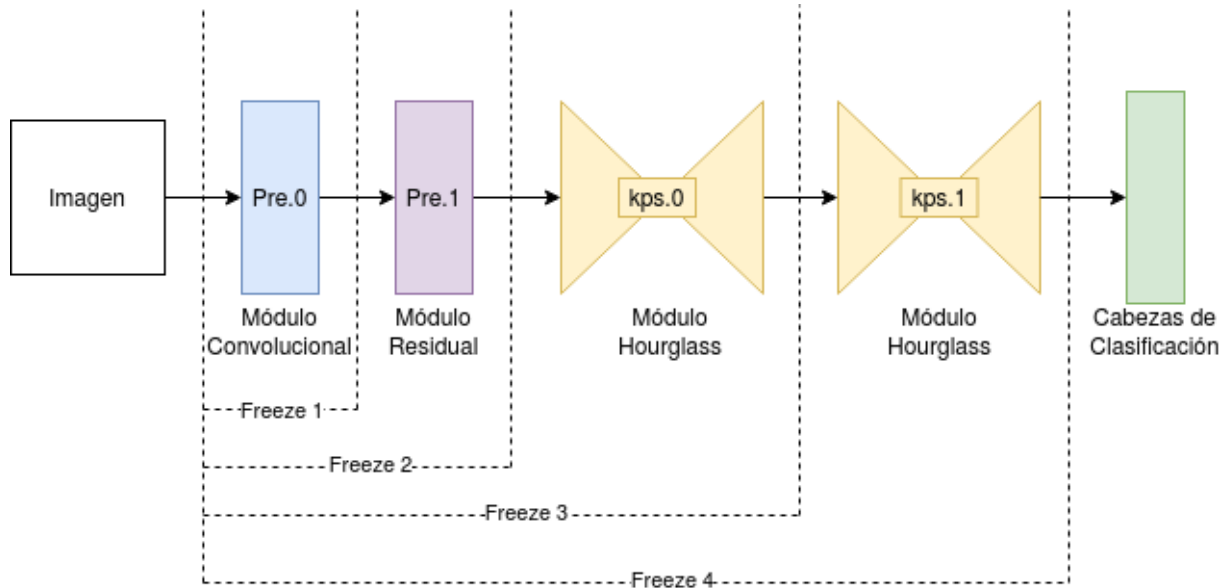 Imagen
Pre.0
Pre.1
kps.0
kps.1
Módulo
Convolucional
Módulo
Residual
Módulo
Hourglass
Módulo
Hourglass
Cabezas de
Clasificación
Freeze 1
Freeze 2
Freeze 3
Freeze 4